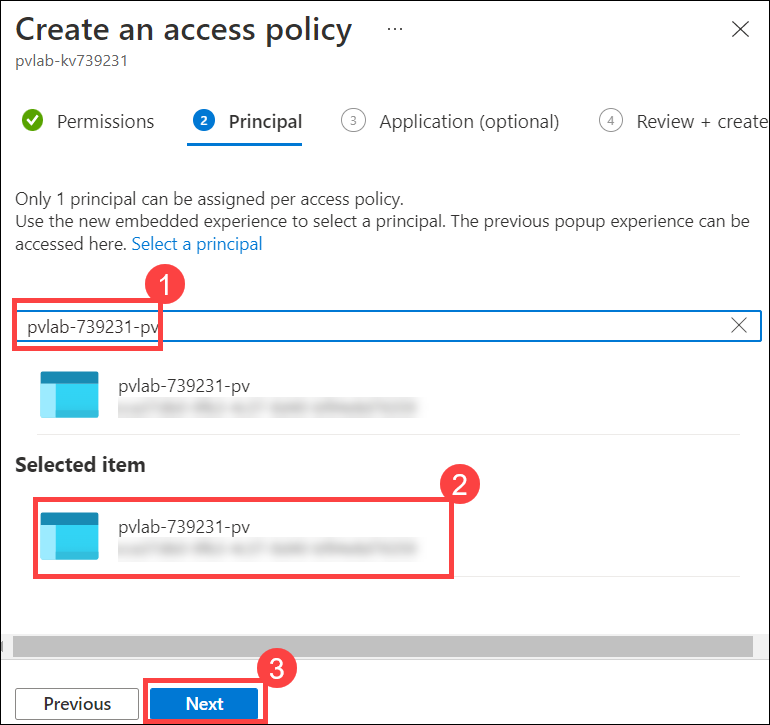 Create an access policy ...
pvlab-kv739231
Permissions 2 Principal 3 Application (optional) 4 Review + create
Only 1 principal can be assigned per access policy.
Use the new embedded experience to select a principal. The previous popup experience can be
accessed here. Select a principal
1
pvlab-739231-pv
pvlab-739231-pv
Selected item
2
pvlab-739231-pv
3
Previous Next